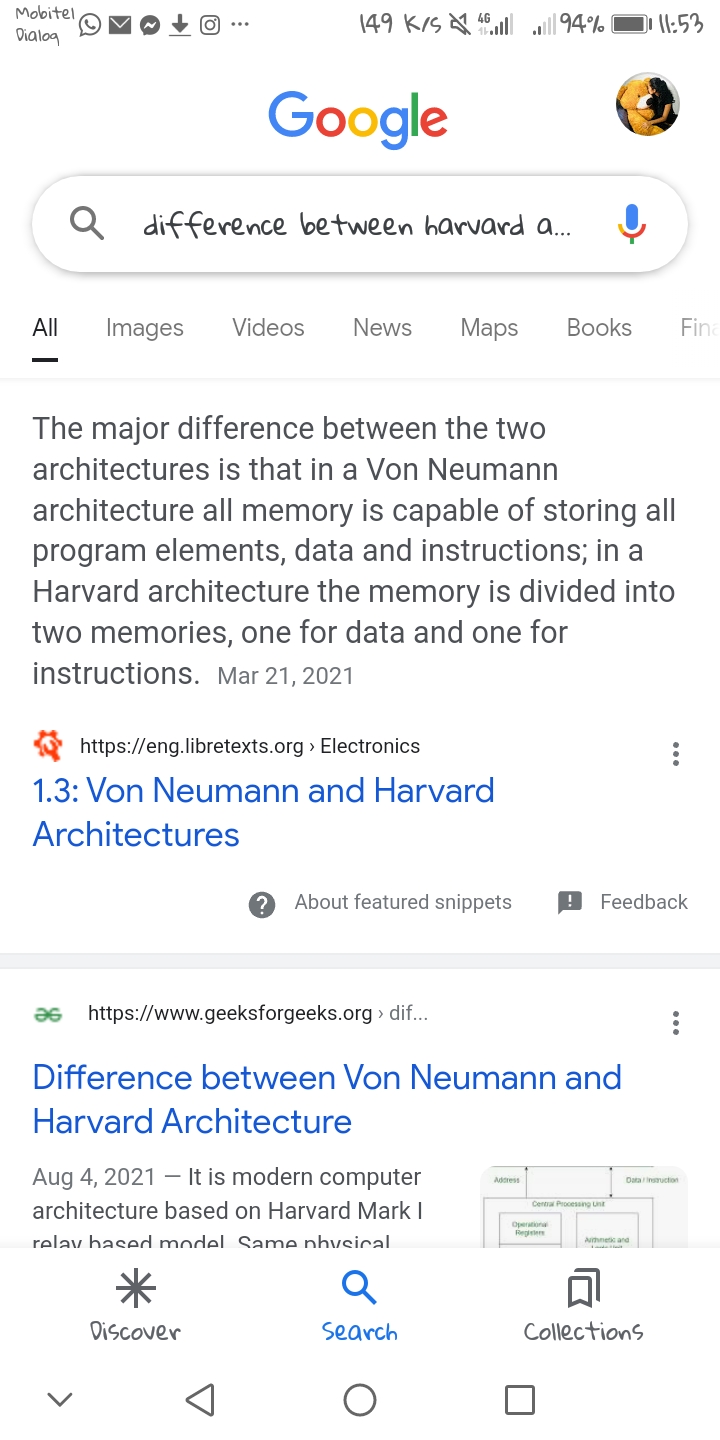 Mobitel
Dialog
149 K/s 4G 94% 11:53
Google
difference between harvard a...
All Images Videos News Maps Books Fina
The major difference between the two
architectures is that in a Von Neumann
architecture all memory is capable of storing all
program elements, data and instructions; in a
Harvard architecture the memory is divided into
two memories, one for data and one for
instructions. Mar 21, 2021
https://eng.libretexts.org › Electronics
1.3: Von Neumann and Harvard
Architectures
About featured snippets Feedback
https://www.geeksforgeeks.org › dif...
Difference between Von Neumann and
Harvard Architecture
Aug 4, 2021 — It is modern computer
architecture based on Harvard Mark I
relay based model. Same physical
Address Data / Instruction
Central Processing Unit
Operational
Registers
Arithmetic and
Discover Search Collections